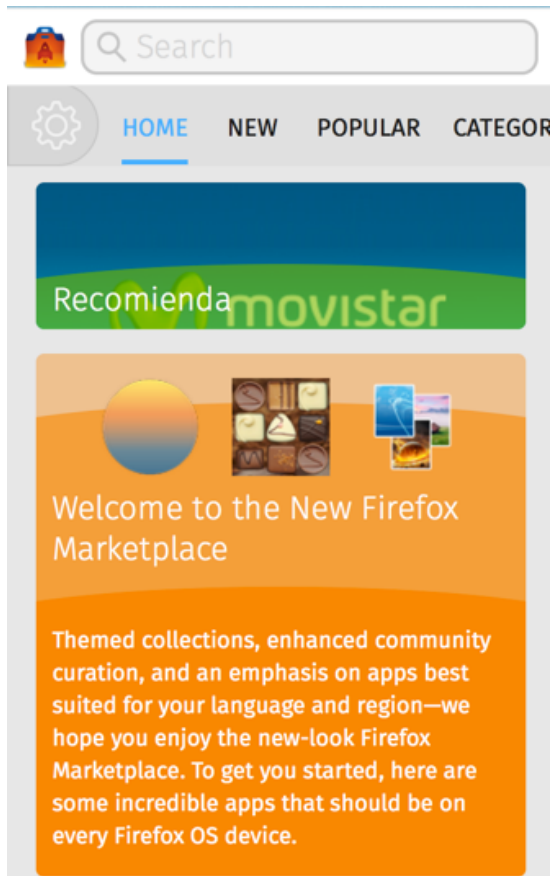 Search
HOME NEW POPULAR CATEGOR
Recomienda
movistar
Welcome to the New Firefox
Marketplace
Themed collections, enhanced community
curation, and an emphasis on apps best
suited for your language and region—we
hope you enjoy the new-look Firefox
Marketplace. To get you started, here are
some incredible apps that should be on
every Firefox OS device.